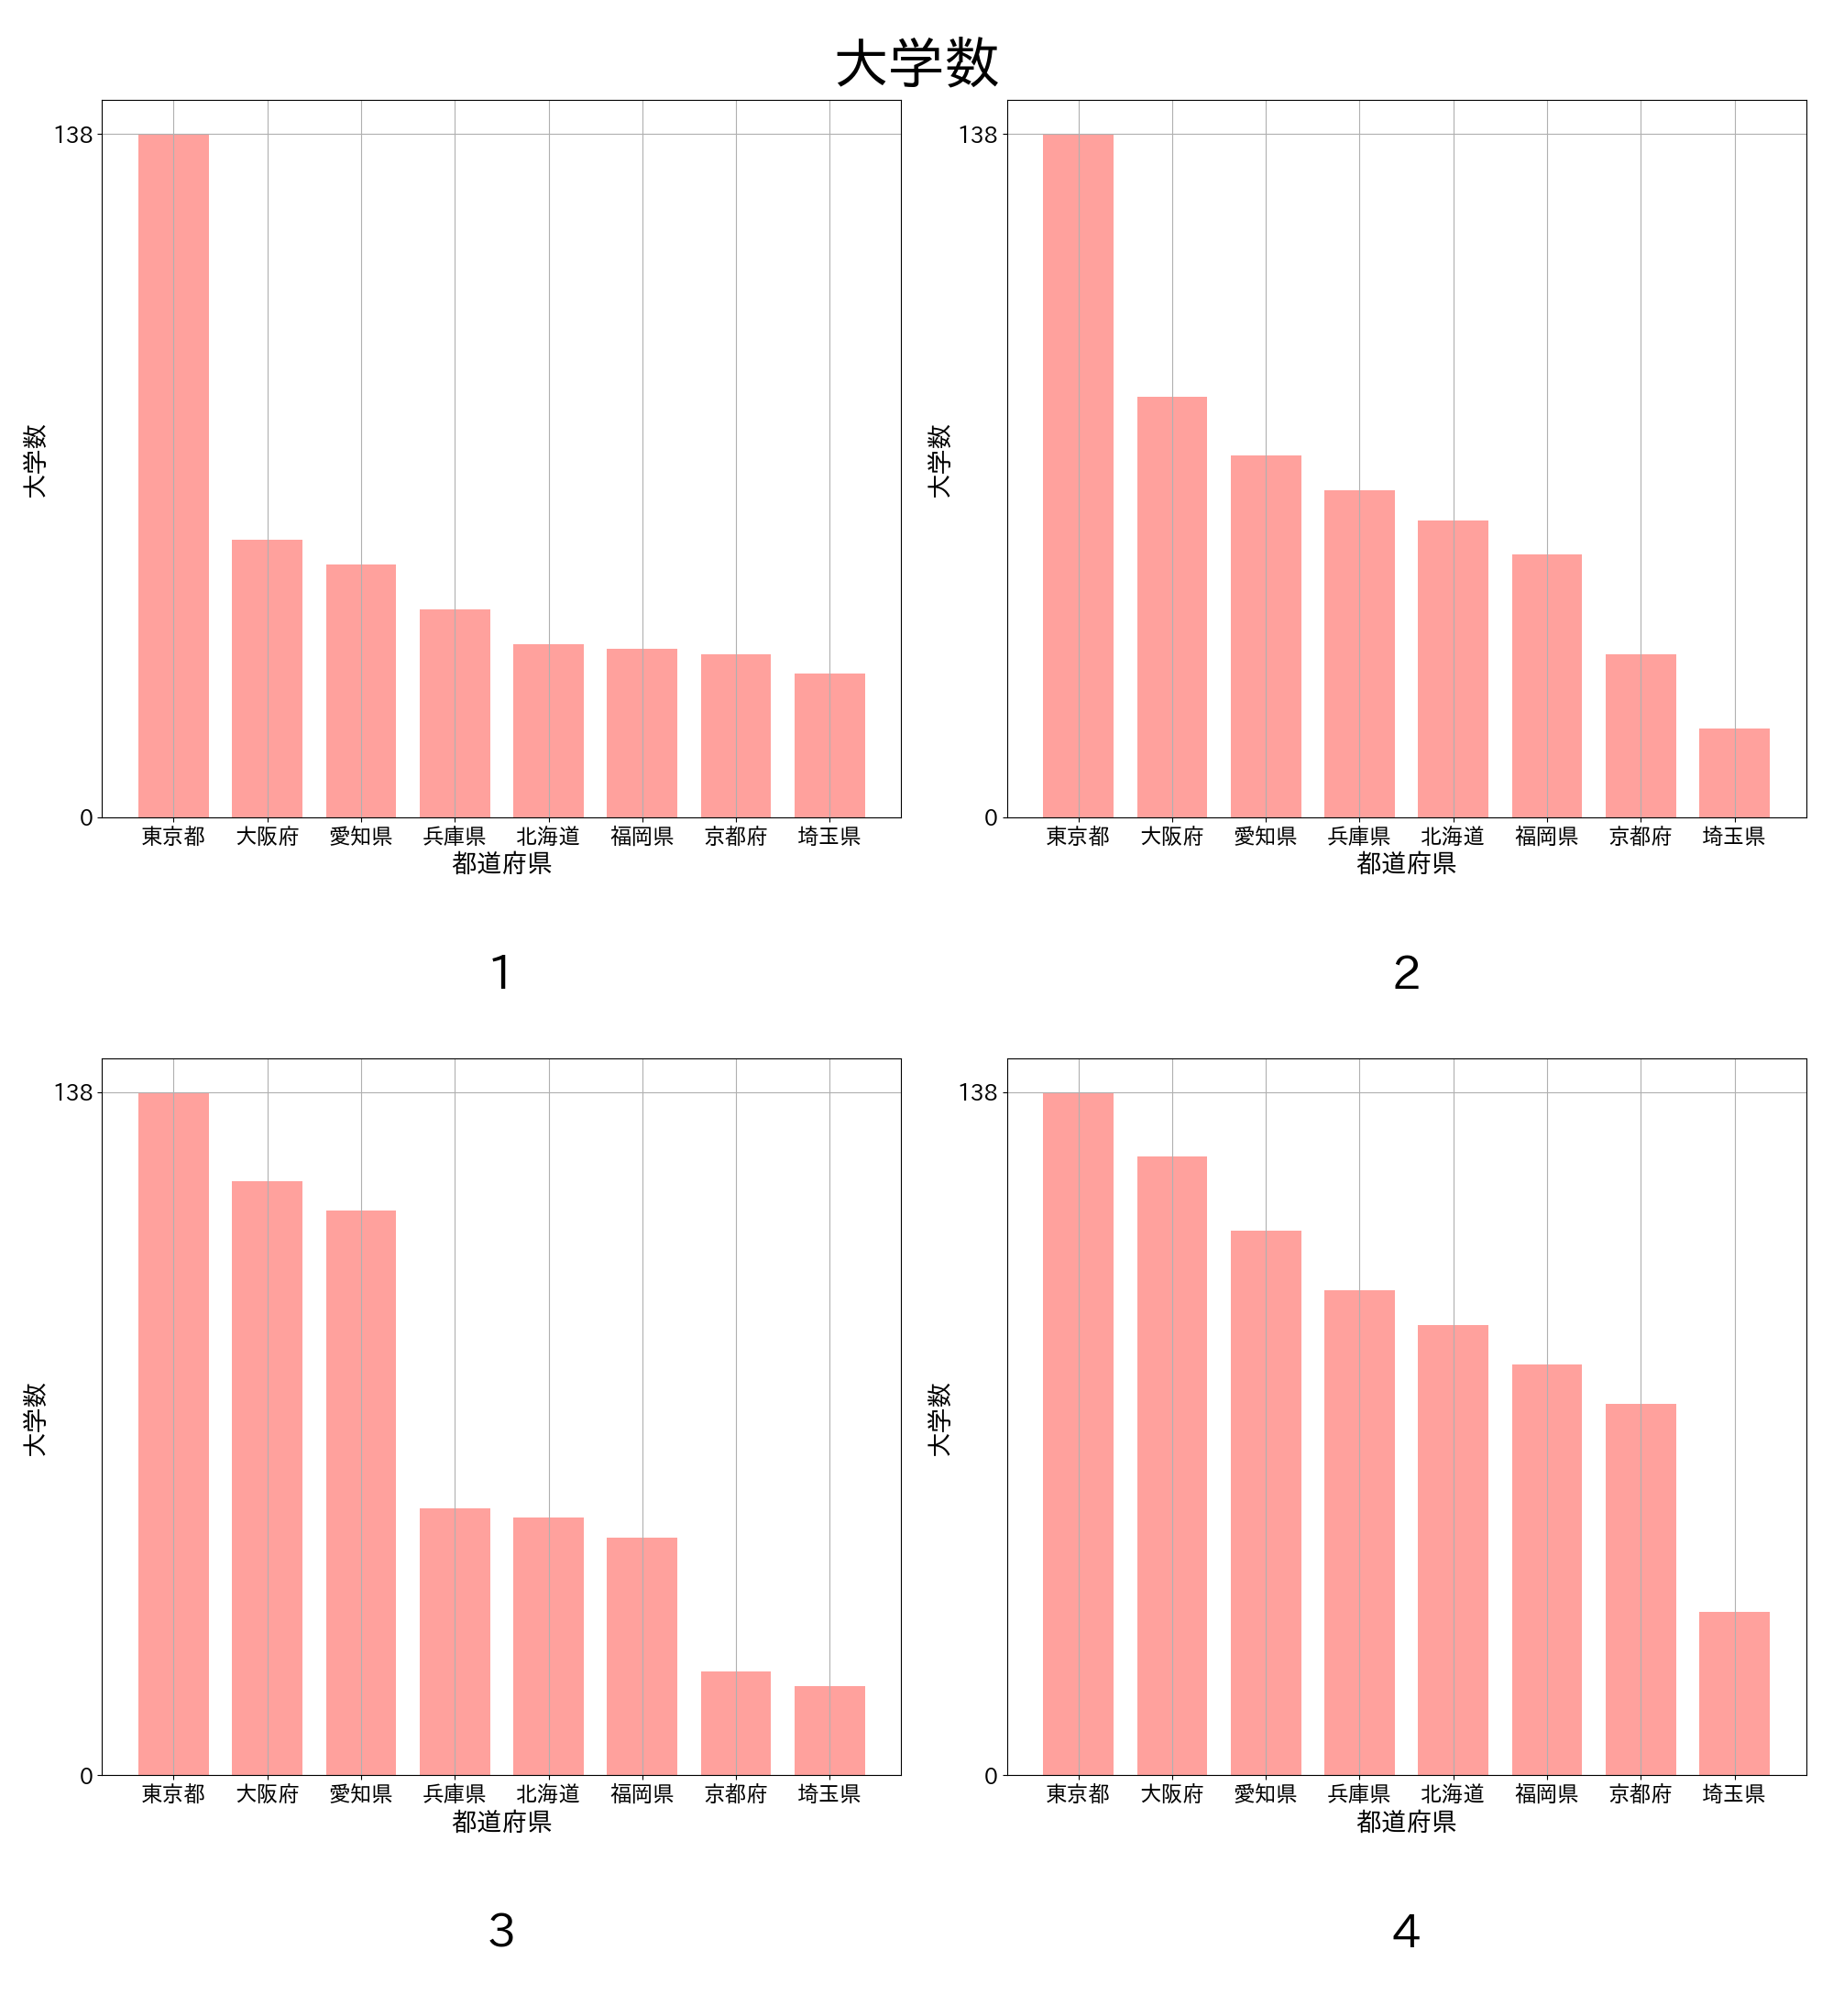 大学数
138
大学数
0
東京都 大阪府 愛知県 兵庫県 北海道 福岡県 京都府 埼玉県
都道府県
1
138
大学数
0
東京都 大阪府 愛知県 兵庫県 北海道 福岡県 京都府 埼玉県
都道府県
2
138
大学数
0
東京都 大阪府 愛知県 兵庫県 北海道 福岡県 京都府 埼玉県
都道府県
3
138
大学数
0
東京都 大阪府 愛知県 兵庫県 北海道 福岡県 京都府 埼玉県
都道府県
4